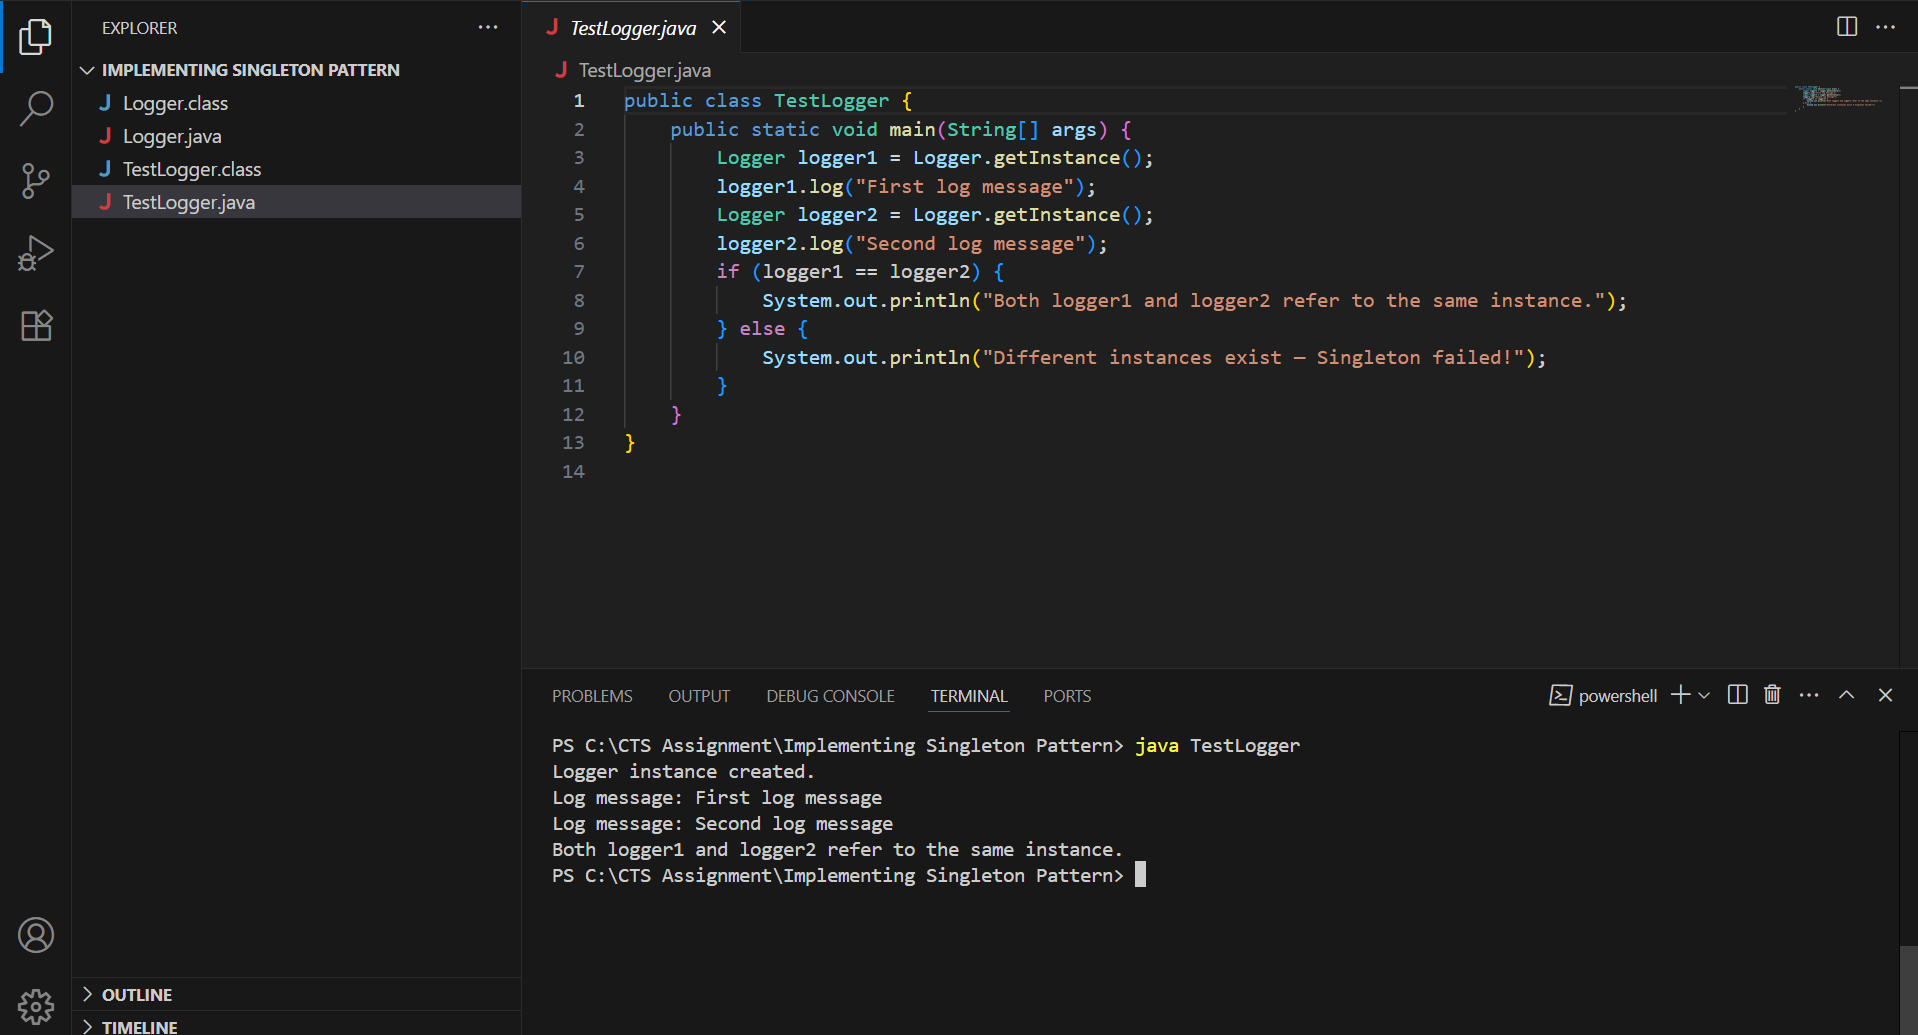 EXPLORER
IMPLEMENTING SINGLETON PATTERN
Logger.class
Logger.java
TestLogger.class
TestLogger.java
OUTLINE
TIMELINE
TestLogger.java
TestLogger.java
1 public class TestLogger {
2 public static void main(String[] args) {
3 Logger logger1 = Logger.getInstance();
4 logger1.log("First log message");
5 Logger logger2 = Logger.getInstance();
6 logger2.log("Second log message");
7 if (logger1 == logger2) {
8 System.out.println("Both logger1 and logger2 refer to the same instance.");
9 } else {
10 System.out.println("Different instances exist — Singleton failed!");
11 }
12 }
13 }
14
PROBLEMS OUTPUT DEBUG CONSOLE TERMINAL PORTS powershell
PS C:\CTS Assignment\Implementing Singleton Pattern> java TestLogger
Logger instance created.
Log message: First log message
Log message: Second log message
Both logger1 and logger2 refer to the same instance.
PS C:\CTS Assignment\Implementing Singleton Pattern>